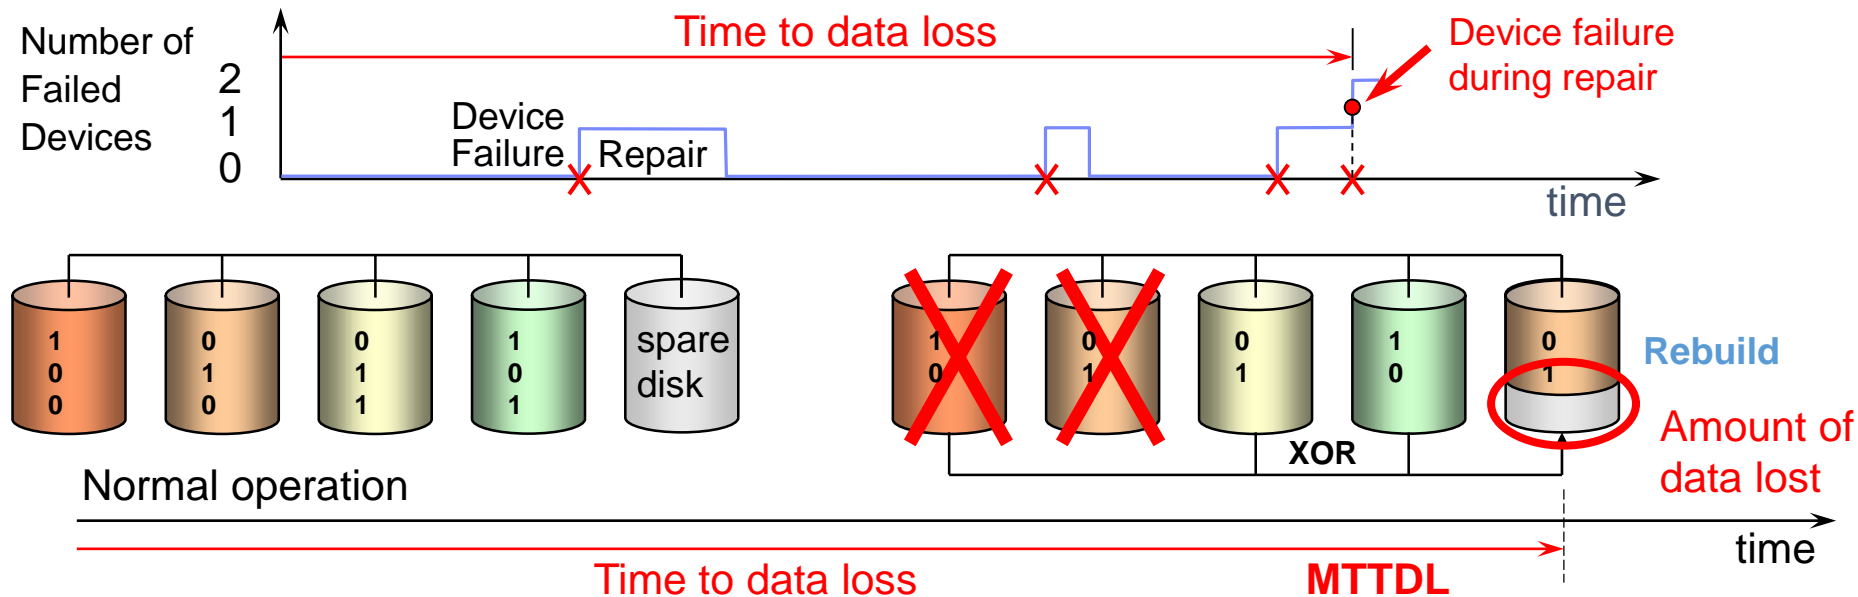 Number of
Failed
Devices
2
1
0
Time to data loss
Device failure
during repair
Device
Failure
Repair
time
1
0
0
0
1
0
0
1
1
1
0
1
spare
disk
1
0
0
1
0
1
1
0
0
1
XOR
Rebuild
Amount of
data lost
Normal operation
time
Time to data loss
MTTDL